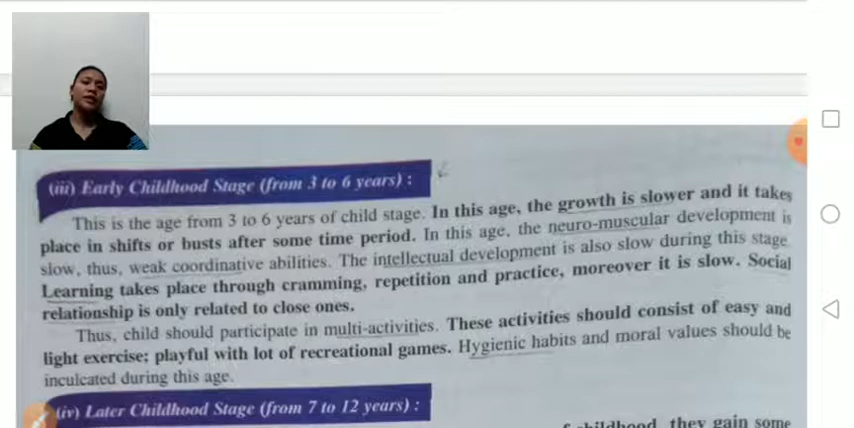 (iii) Early Childhood Stage (from 3 to 6 years) :
This is the age from 3 to 6 years of child stage. In this age, the growth is slower and it takes
place in shifts or busts after some time period. In this age, the neuro-muscular development is
slow, thus, weak coordinative abilities. The intellectual development is also slow during this stage
Learning takes place through cramming, repetition and practice, moreover it is slow. Social
relationship is only related to close ones.
Thus, child should participate in multi-activities. These activities should consist of easy and
light exercise; playful with lot of recreational games. Hygienic habits and moral values should be
inculcated during this age.
(iv) Later Childhood Stage (from 7 to 12 years) :
childhood, they gain some